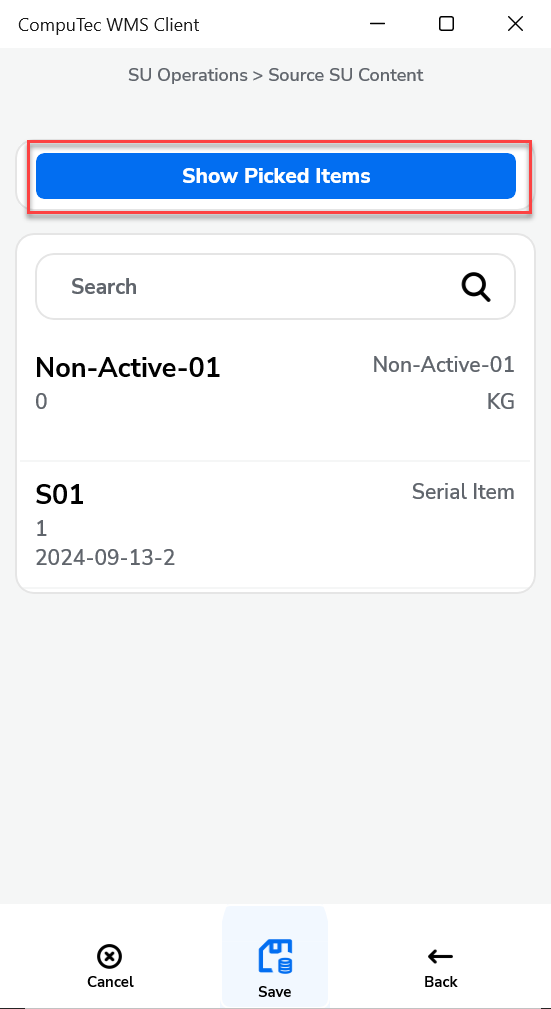 CompuTec WMS Client
SU Operations > Source SU Content
Show Picked Items
Search
Non-Active-01 Non-Active-01
0 KG
S01 Serial Item
1
2024-09-13-2
Cancel Save Back